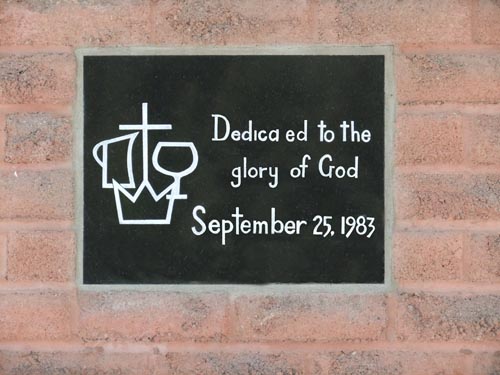 Dedica ed to the
glory of God
September 25, 1983